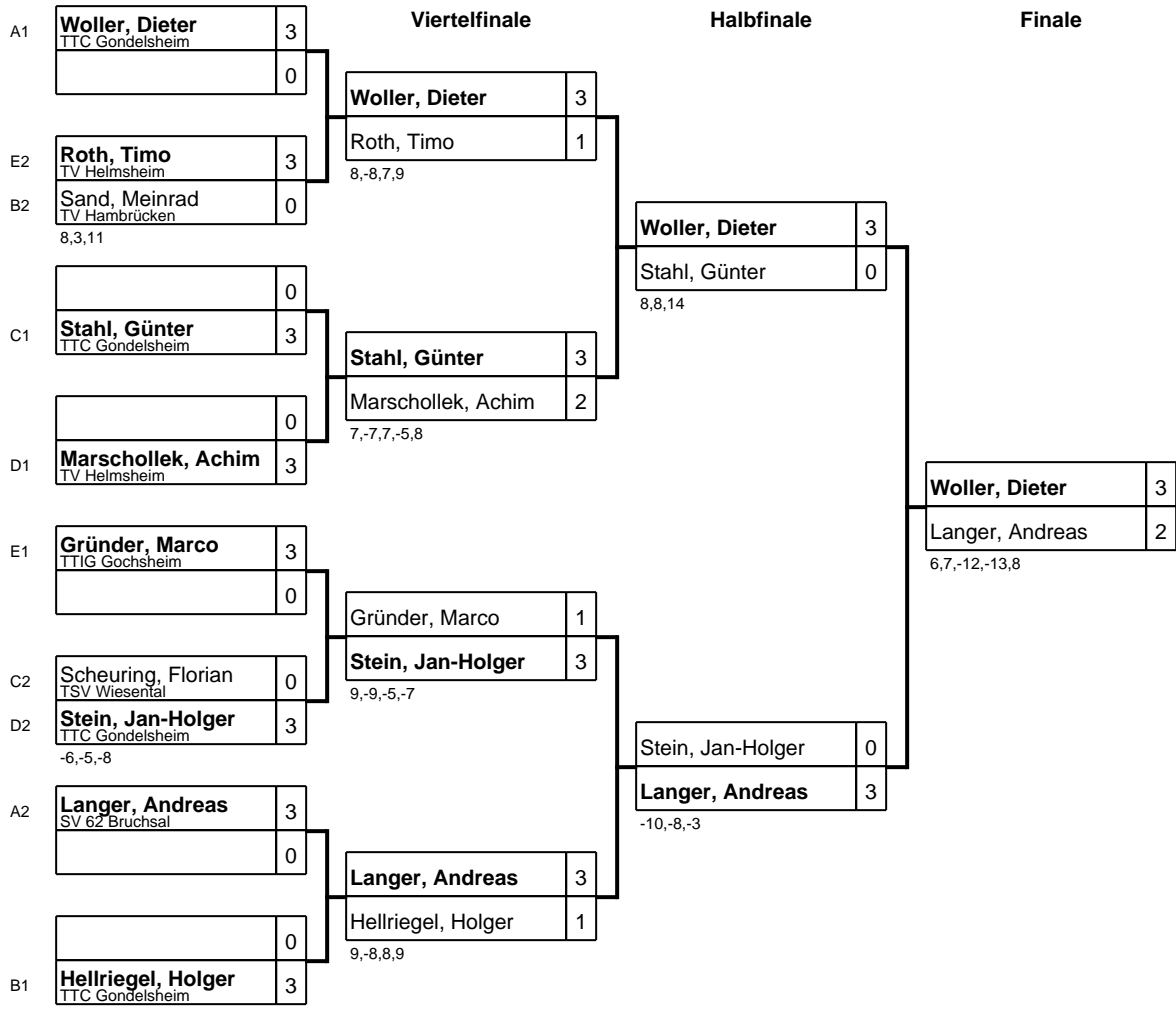 Viertelfinale Halbfinale Finale
A1 Woller, Dieter 3
TTC Gondelsheim
0
E2 Roth, Timo 3
TV Helmsheim
B2 Sand, Meinrad 0
TV Hambrücken
8,3,11
0
C1 Stahl, Günter 3
TTC Gondelsheim
0
D1 Marschollek, Achim 3
TV Helmsheim
E1 Gründer, Marco 3
TTIG Gochsheim
0
C2 Scheuring, Florian 0
TSV Wiesental
D2 Stein, Jan-Holger 3
TTC Gondelsheim
-6,-5,-8
A2 Langer, Andreas 3
SV 62 Bruchsal
0
0
B1 Hellriegel, Holger 3
TTC Gondelsheim
Woller, Dieter 3
Roth, Timo 1
8,-8,7,9
Stahl, Günter 3
Marschollek, Achim 2
7,-7,7,-5,8
Gründer, Marco 1
Stein, Jan-Holger 3
9,-9,-5,-7
Langer, Andreas 3
Hellriegel, Holger 1
9,-8,8,9
Woller, Dieter 3
Stahl, Günter 0
8,8,14
Stein, Jan-Holger 0
Langer, Andreas 3
-10,-8,-3
Woller, Dieter 3
Langer, Andreas 2
6,7,-12,-13,8